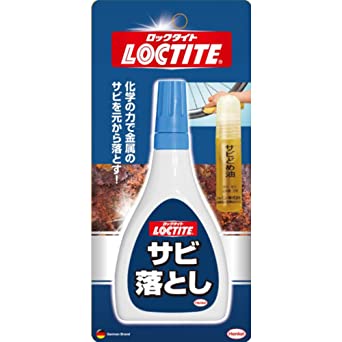 ロックタイト
LOCTITE®
化学の力で金属の
サビを元から落とす!
サビどめ油
ロックタイト
LOCTITE
サビ
落とし
Henkel
German Brand
Henkel